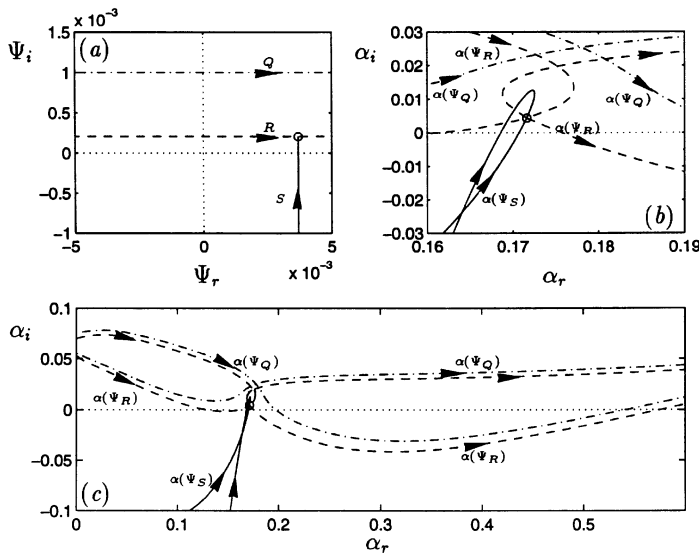 × 10⁻³
Ψᵢ
1.5
1
0.5
0
−0.5
−1
(a)
Q
R
S
−5
0
5
Ψᵣ
× 10⁻³
αᵢ
0.03
0.02
0.01
0
−0.01
−0.02
−0.03
α(Ψ_R)
α(Ψ_Q)
α(Ψ_Q)
α(Ψ_R)
α(Ψ_S)
(b)
0.16
0.17
0.18
0.19
αᵣ
αᵢ
0.1
0.05
0
−0.05
−0.1
α(Ψ_Q)
α(Ψ_Q)
α(Ψ_R)
α(Ψ_R)
α(Ψ_S)
(c)
0
0.1
0.2
0.3
0.4
0.5
αᵣ